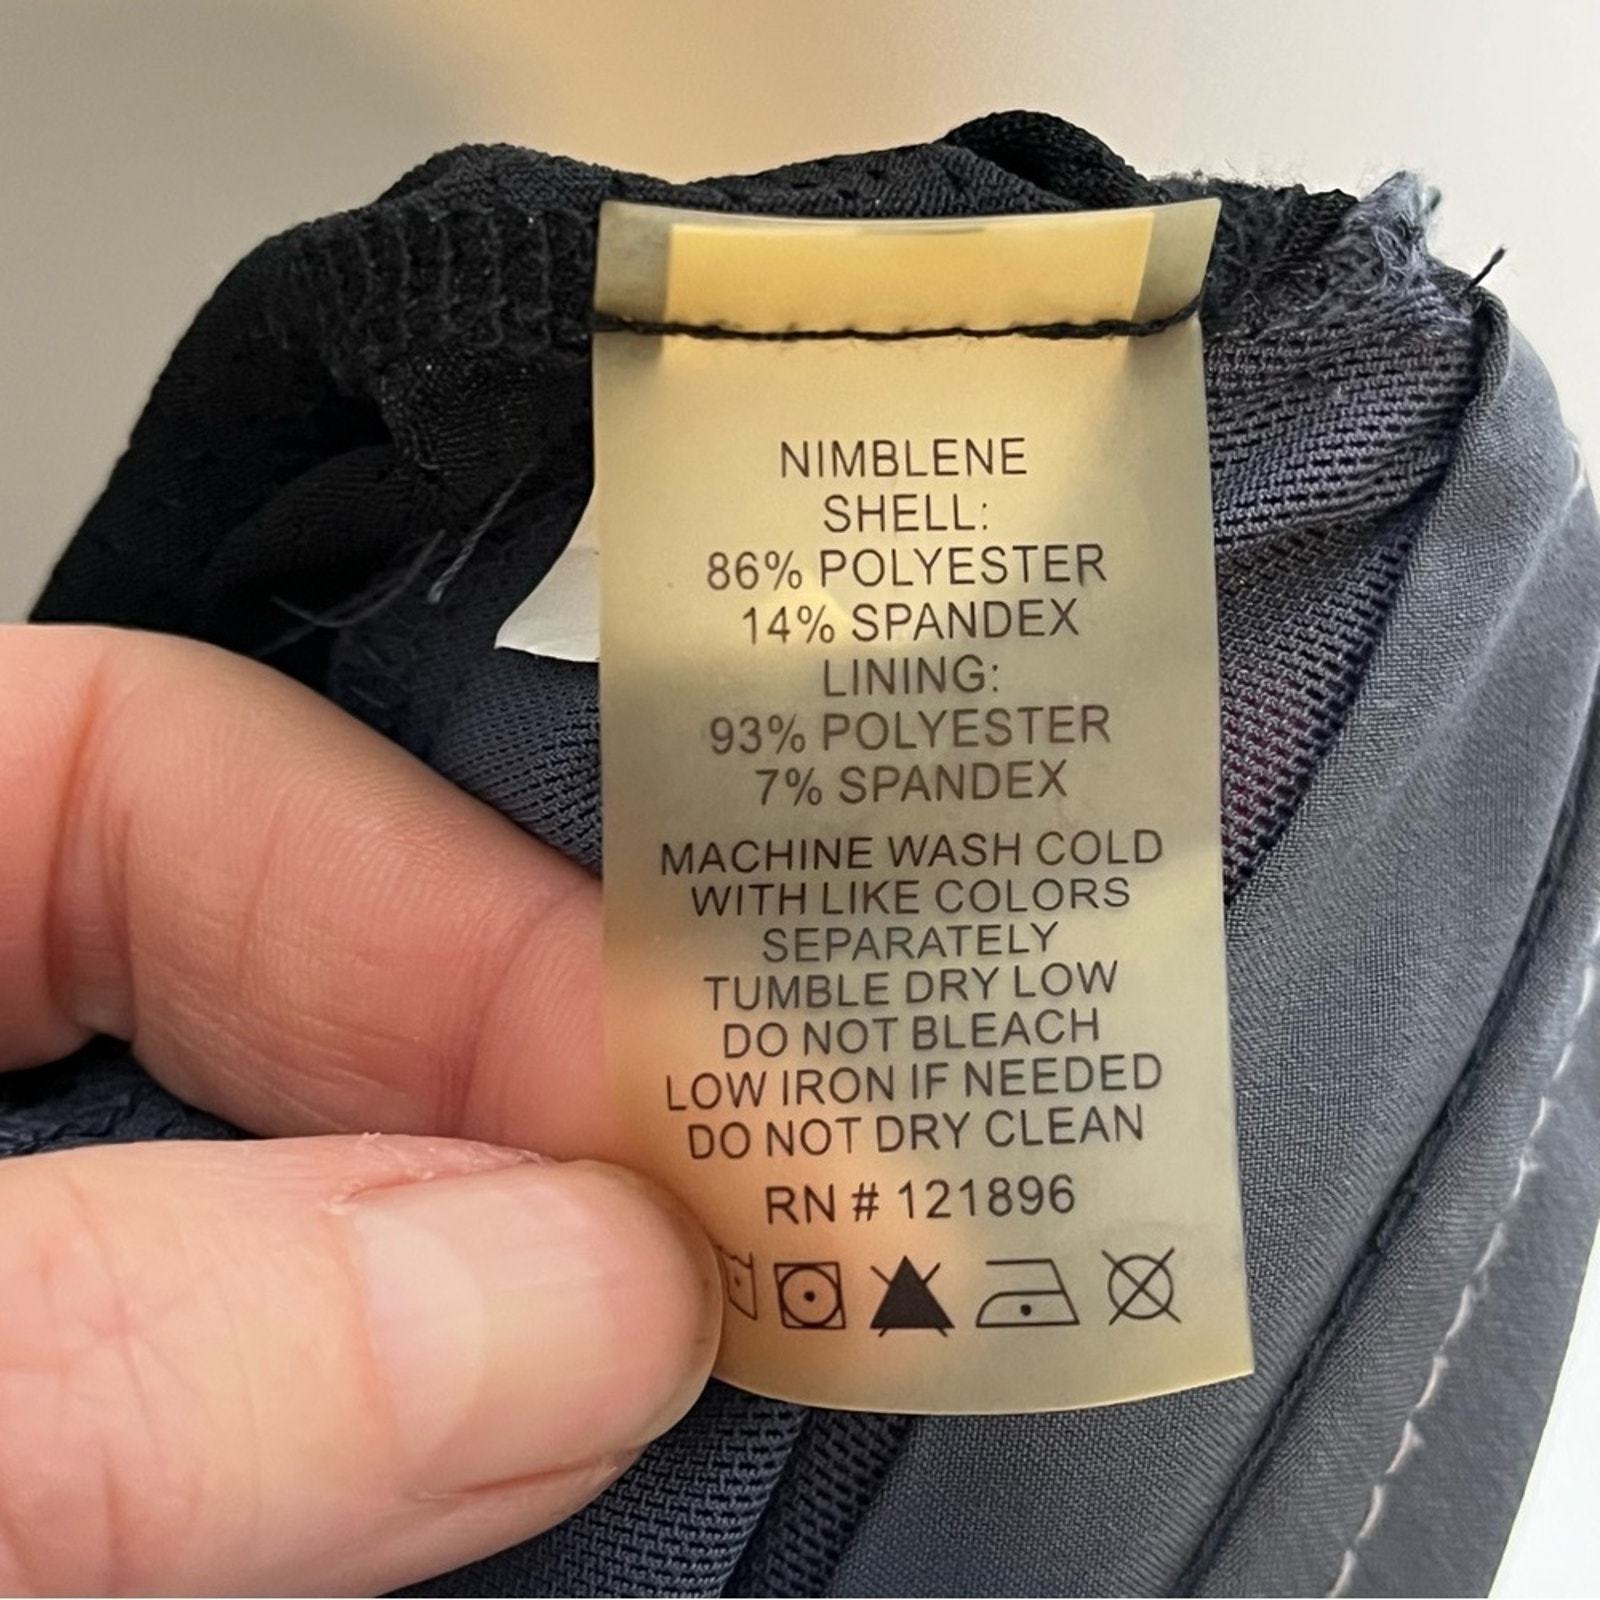 NIMBLENE
SHELL:
86% POLYESTER
14% SPANDEX
LINING:
93% POLYESTER
7% SPANDEX
MACHINE WASH COLD
WITH LIKE COLORS
SEPARATELY
TUMBLE DRY LOW
DO NOT BLEACH
LOW IRON IF NEEDED
DO NOT DRY CLEAN
RN # 121896